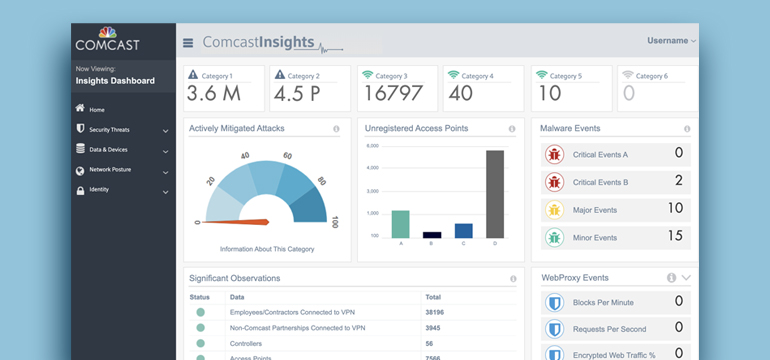 COMCAST
ComcastInsights
Username
Now Viewing:
Insights Dashboard
Home
Security Threats
Data & Devices
Network Posture
Identity
Category 1
3.6 M
Category 2
4.5 P
Category 3
16797
Category 4
40
Category 5
10
Category 6
0
Actively Mitigated Attacks
0
20
40
60
80
100
Information About This Category
Unregistered Access Points
6,000
4,000
3,000
1,000
100
A B C D
Malware Events
Critical Events A 0
Critical Events B 2
Major Events 10
Minor Events 15
Significant Observations
Status Data Total
Employees/Contractors Connected to VPN 38196
Non-Comcast Partnerships Connected to VPN 3945
Controllers 56
Access Points 7566
WebProxy Events
Blocks Per Minute 0
Requests Per Second 0
Encrypted Web Traffic % 0